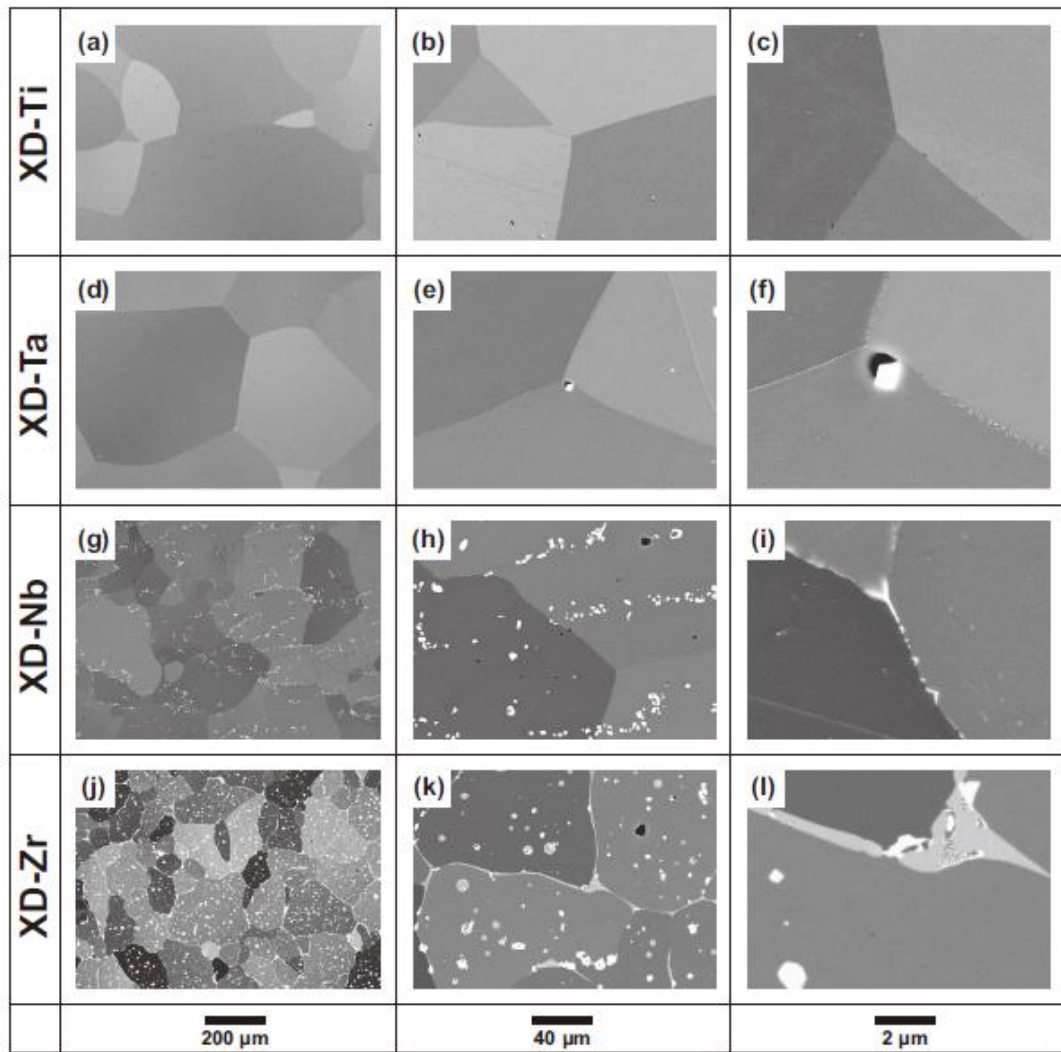 XD-Ti
(a)
(b)
(c)
XD-Ta
(d)
(e)
(f)
XD-Nb
(g)
(h)
(i)
XD-Zr
(j)
(k)
(l)
200 µm
40 µm
2 µm